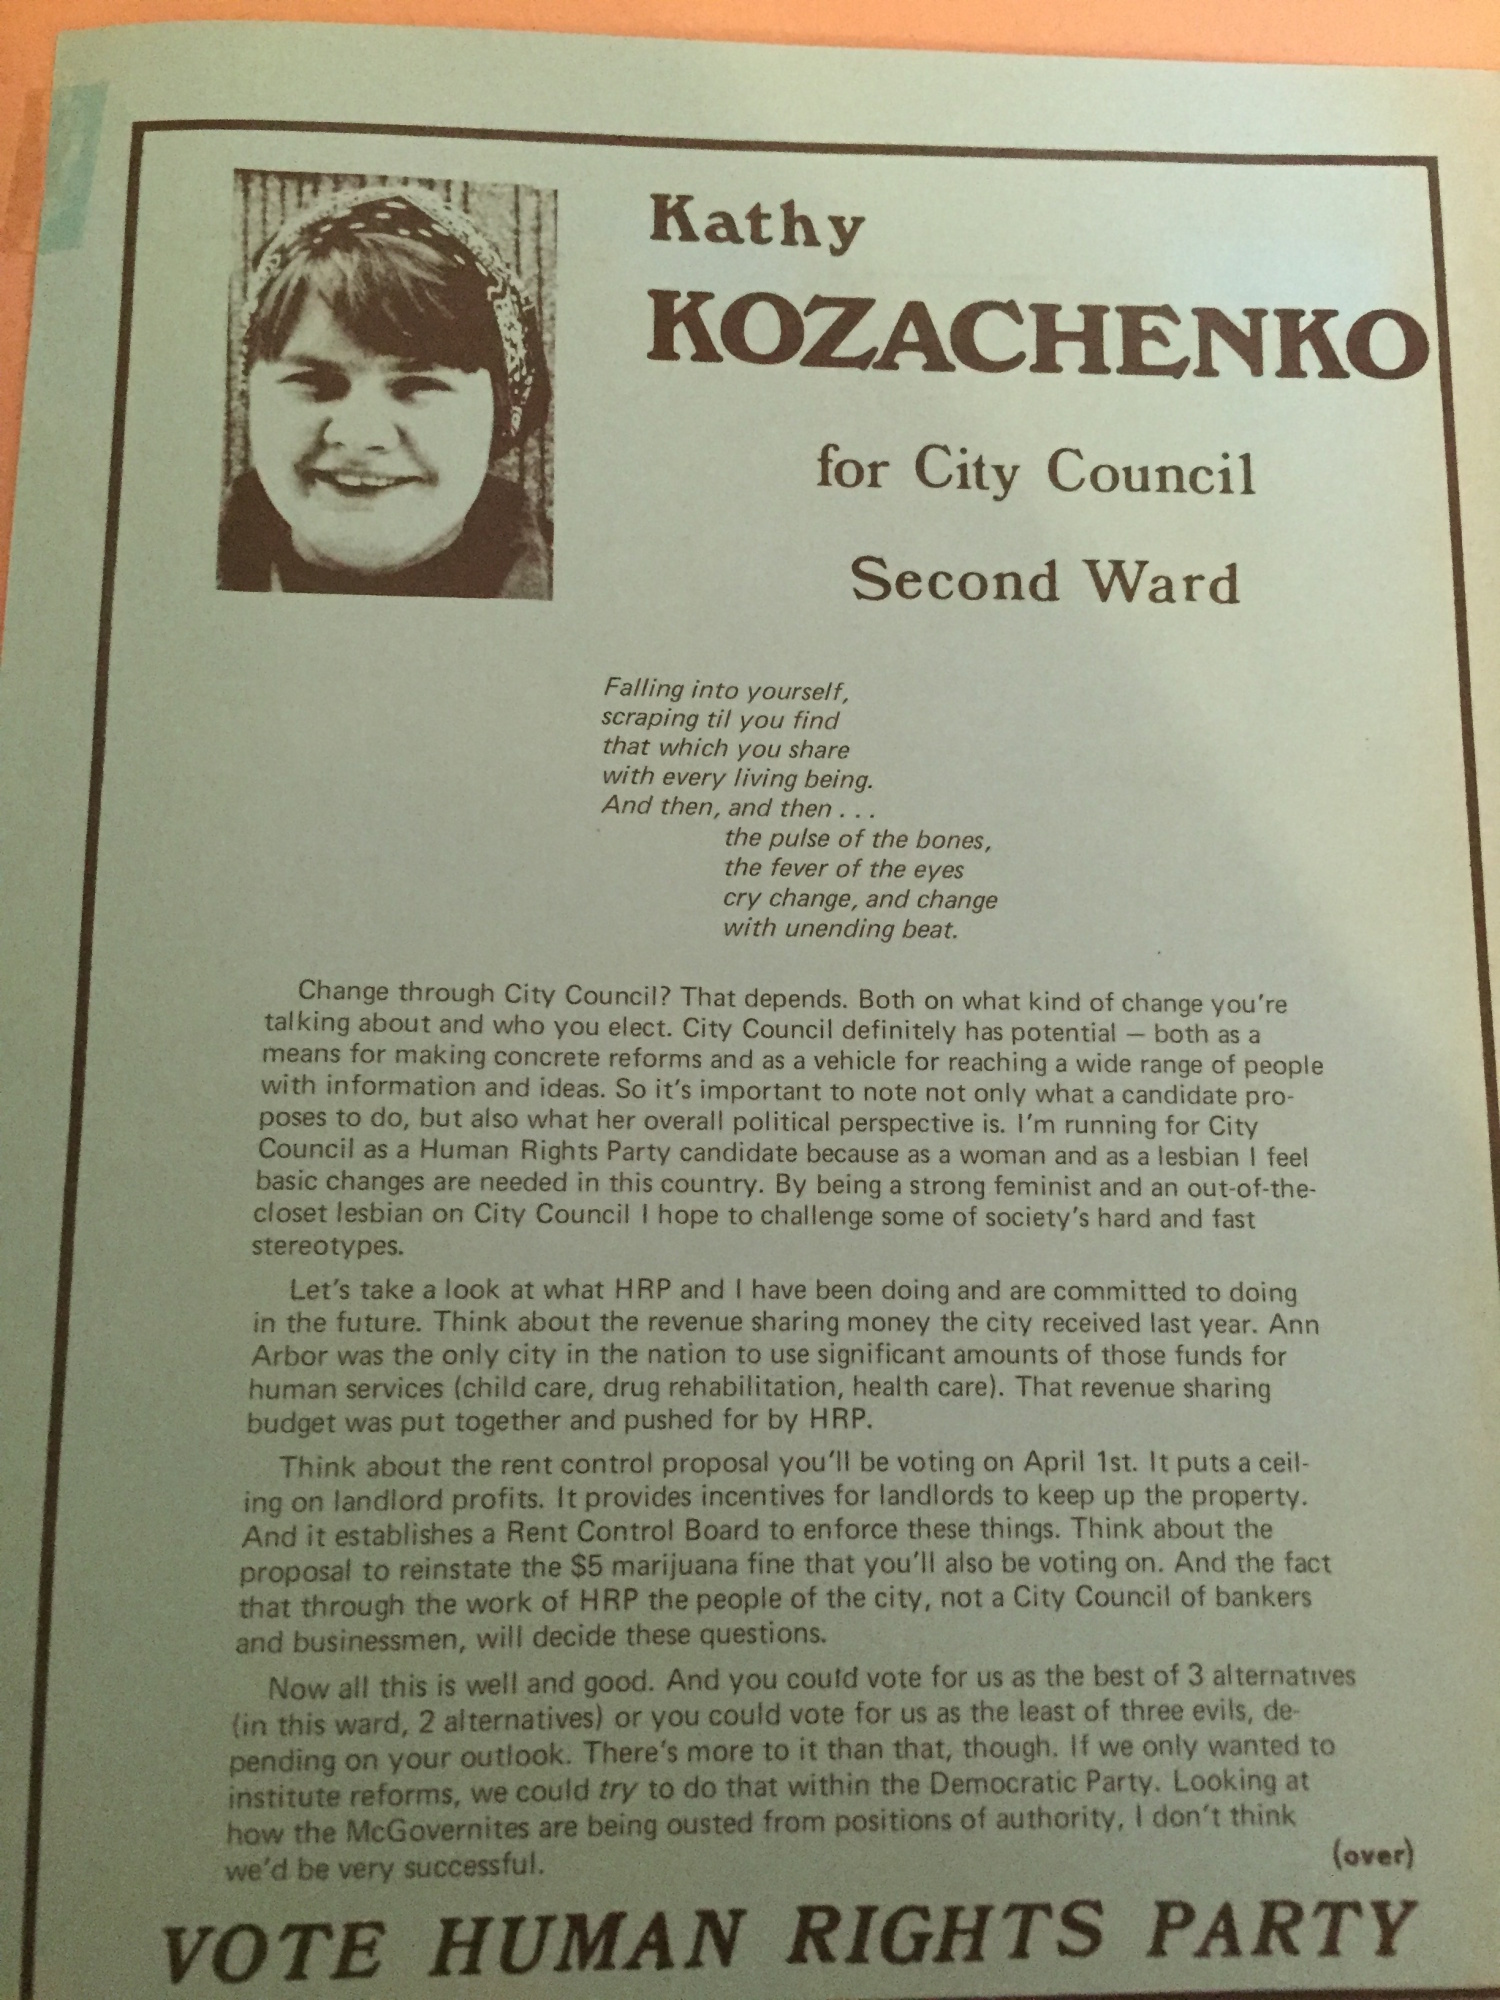 Kathy
KOZACHENKO
for City Council
Second Ward
Falling into yourself,
scraping til you find
that which you share
with every living being.
And then, and then . . .
the pulse of the bones,
the fever of the eyes
cry change, and change
with unending beat.
Change through City Council? That depends. Both on what kind of change you're
talking about and who you elect. City Council definitely has potential — both as a
means for making concrete reforms and as a vehicle for reaching a wide range of people
with information and ideas. So it's important to note not only what a candidate pro-
poses to do, but also what her overall political perspective is. I'm running for City
Council as a Human Rights Party candidate because as a woman and as a lesbian I feel
basic changes are needed in this country. By being a strong feminist and an out-of-the-
closet lesbian on City Council I hope to challenge some of society's hard and fast
stereotypes.
Let's take a look at what HRP and I have been doing and are committed to doing
in the future. Think about the revenue sharing money the city received last year. Ann
Arbor was the only city in the nation to use significant amounts of those funds for
human services (child care, drug rehabilitation, health care). That revenue sharing
budget was put together and pushed for by HRP.
Think about the rent control proposal you'll be voting on April 1st. It puts a ceil-
ing on landlord profits. It provides incentives for landlords to keep up the property.
And it establishes a Rent Control Board to enforce these things. Think about the
proposal to reinstate the $5 marijuana fine that you'll also be voting on. And the fact
that through the work of HRP the people of the city, not a City Council of bankers
and businessmen, will decide these questions.
Now all this is well and good. And you could vote for us as the best of 3 alternatives
(in this ward, 2 alternatives) or you could vote for us as the least of three evils, de-
pending on your outlook. There's more to it than that, though. If we only wanted to
institute reforms, we could try to do that within the Democratic Party. Looking at
how the McGovernites are being ousted from positions of authority, I don't think
we'd be very successful.
(over)
VOTE HUMAN RIGHTS PARTY